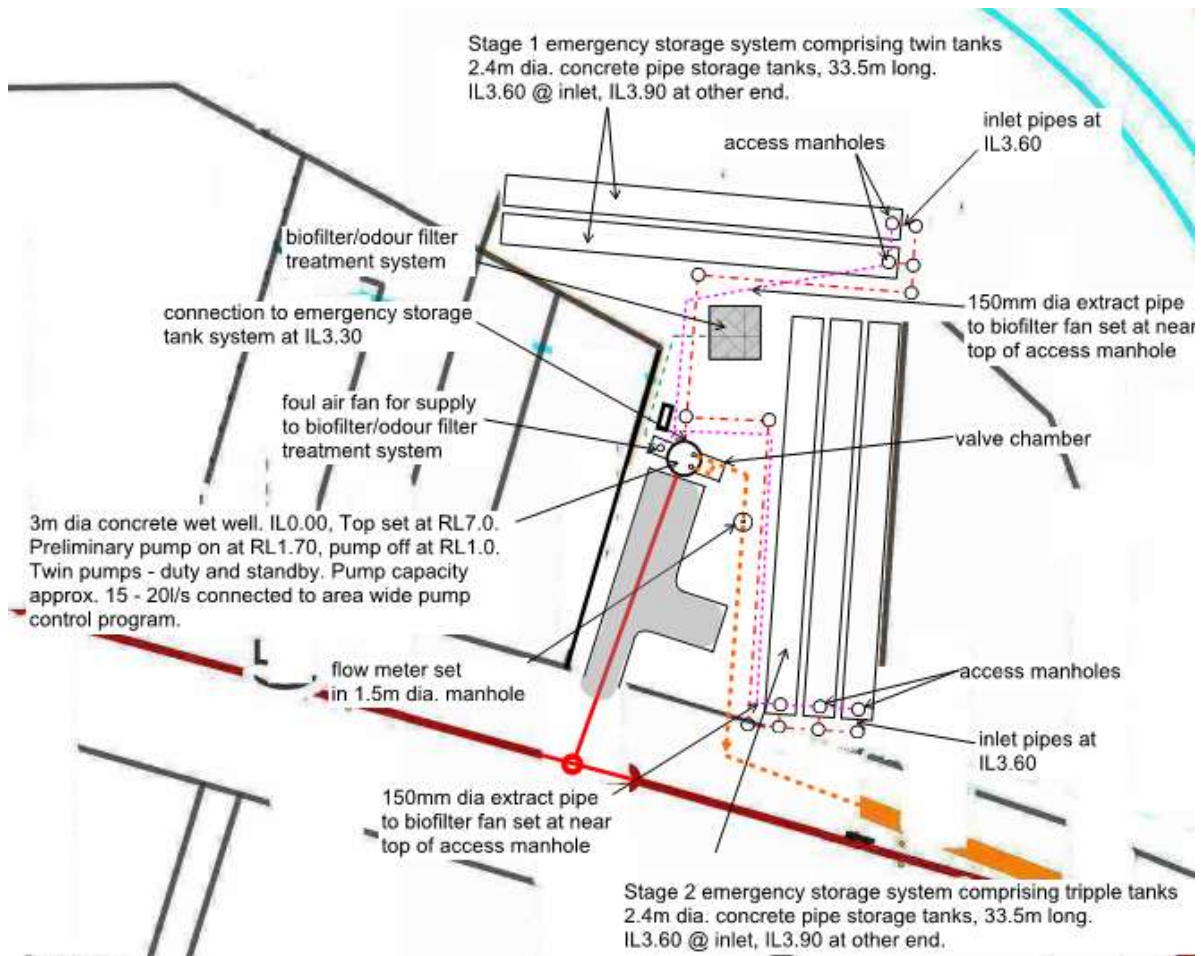 Stage 1 emergency storage system comprising twin tanks
2.4m dia. concrete pipe storage tanks, 33.5m long.
IL3.60 @ inlet, IL3.90 at other end.
inlet pipes at
IL3.60
access manholes
biofilter/odour filter
treatment system
connection to emergency storage
tank system at IL3.30
150mm dia extract pipe
to biofilter fan set at near
top of access manhole
foul air fan for supply
to biofilter/odour filter
treatment system
valve chamber
3m dia concrete wet well. IL0.00, Top set at RL7.0.
Preliminary pump on at RL1.70, pump off at RL1.0.
Twin pumps - duty and standby. Pump capacity
approx. 15 - 20l/s connected to area wide pump
control program.
flow meter set
in 1.5m dia. manhole
access manholes
inlet pipes at
IL3.60
150mm dia extract pipe
to biofilter fan set at near
top of access manhole
Stage 2 emergency storage system comprising tripple tanks
2.4m dia. concrete pipe storage tanks, 33.5m long.
IL3.60 @ inlet, IL3.90 at other end.